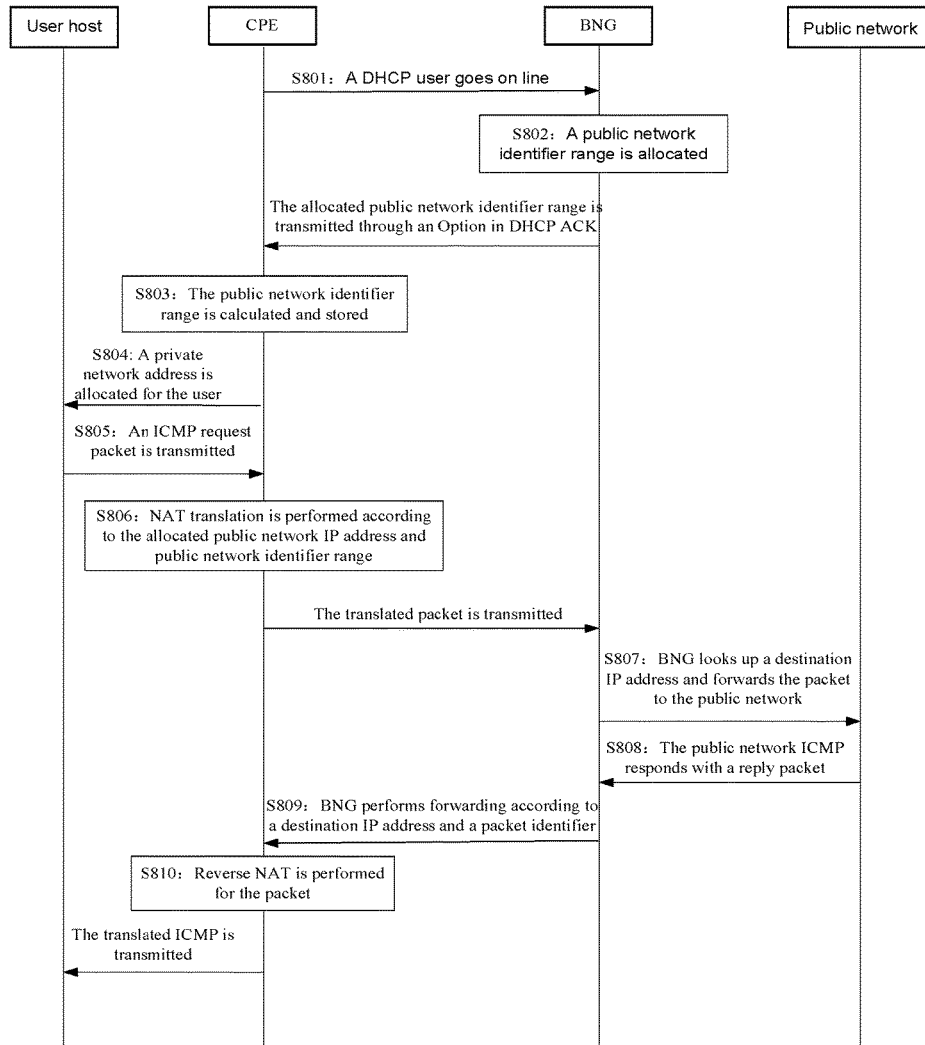 User host
CPE
BNG
Public network
S801：A DHCP user goes on line
S802：A public network
identifier range is allocated
The allocated public network identifier range is
transmitted through an Option in DHCP ACK
S803：The public network identifier
range is calculated and stored
S804: A private
network address is
allocated for the user
S805：An ICMP request
packet is transmitted
S806：NAT translation is performed according
to the allocated public network IP address and
public network identifier range
The translated packet is transmitted
S807：BNG looks up a destination
IP address and forwards the packet
to the public network
S808：The public network ICMP
responds with a reply packet
S809：BNG performs forwarding according to
a destination IP address and a packet identifier
S810：Reverse NAT is performed
for the packet
The translated ICMP is
transmitted